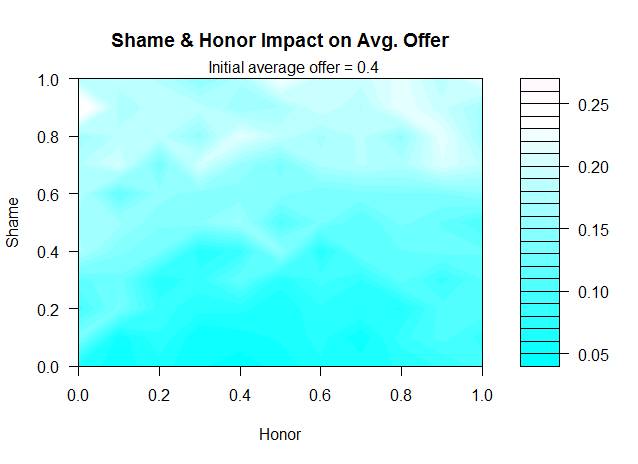 Shame & Honor Impact on Avg. Offer
Initial average offer = 0.4
1.0
0.8
0.6
0.4
0.2
0.0
Shame
0.0 0.2 0.4 0.6 0.8 1.0
Honor
0.25
0.20
0.15
0.10
0.05